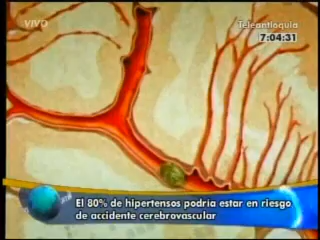 VIVO
Teleantioquia
7:04:31
El 80% de hipertensos podría estar en riesgo
de accidente cerebrovascular